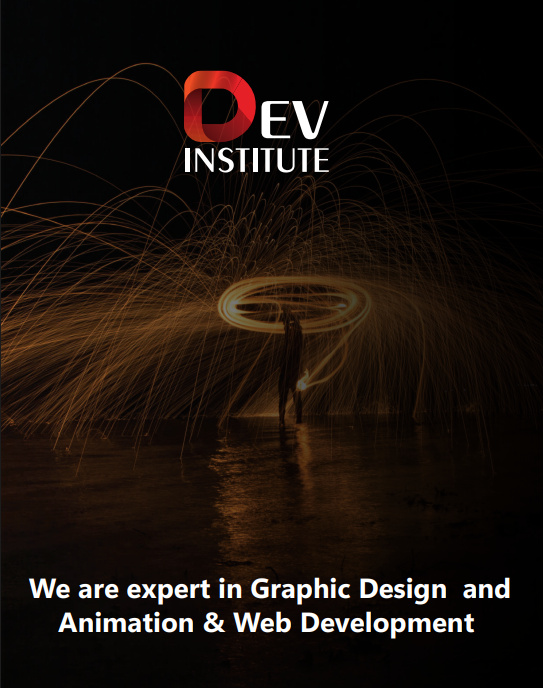 DEV
INSTITUTE
We are expert in Graphic Design  and
Animation & Web Development